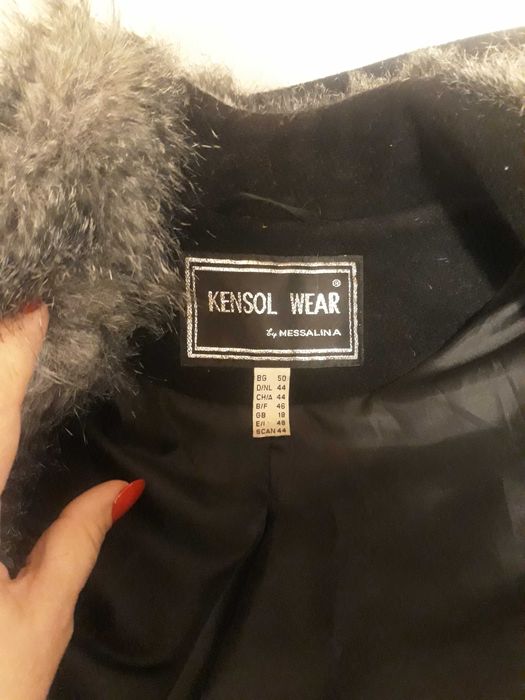 KENSOL WEAR ®
by MESSALINA
BG 50
D/NL 44
CH/A 44
B/F 46
GB 18
E/I 48
SCAN 44